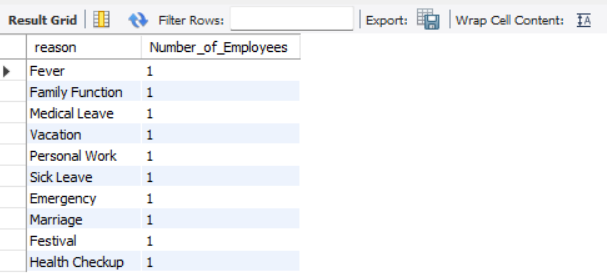 Result Grid Filter Rows: Export: Wrap Cell Content: IA
reason Number_of_Employees
Fever 1
Family Function 1
Medical Leave 1
Vacation 1
Personal Work 1
Sick Leave 1
Emergency 1
Marriage 1
Festival 1
Health Checkup 1